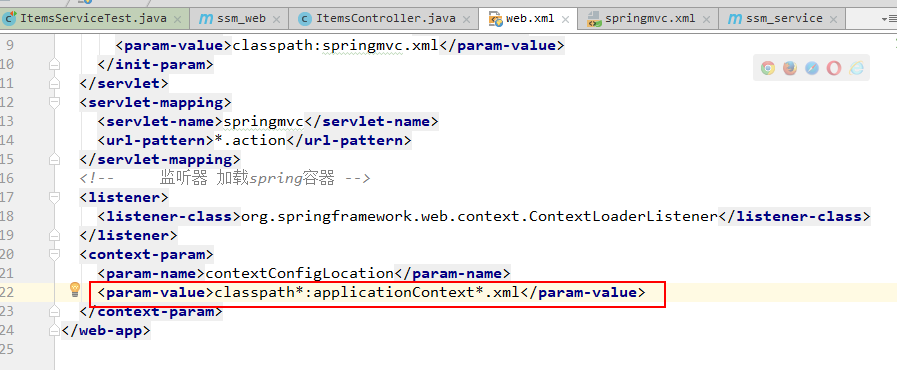 ItemsServiceTest.java ssm_web ItemsController.java web.xml springmvc.xml ssm_service
9 <param-value>classpath:springmvc.xml</param-value>
10 </init-param>
11 </servlet>
12 <servlet-mapping>
13 <servlet-name>springmvc</servlet-name>
14 <url-pattern>*.action</url-pattern>
15 </servlet-mapping>
16 <!-- 监听器 加载spring容器 -->
17 <listener>
18 <listener-class>org.springframework.web.context.ContextLoaderListener</listener-class>
19 </listener>
20 <context-param>
21 <param-name>contextConfigLocation</param-name>
22 <param-value>classpath*:applicationContext*.xml</param-value>
23 </context-param>
24 </web-app>
25